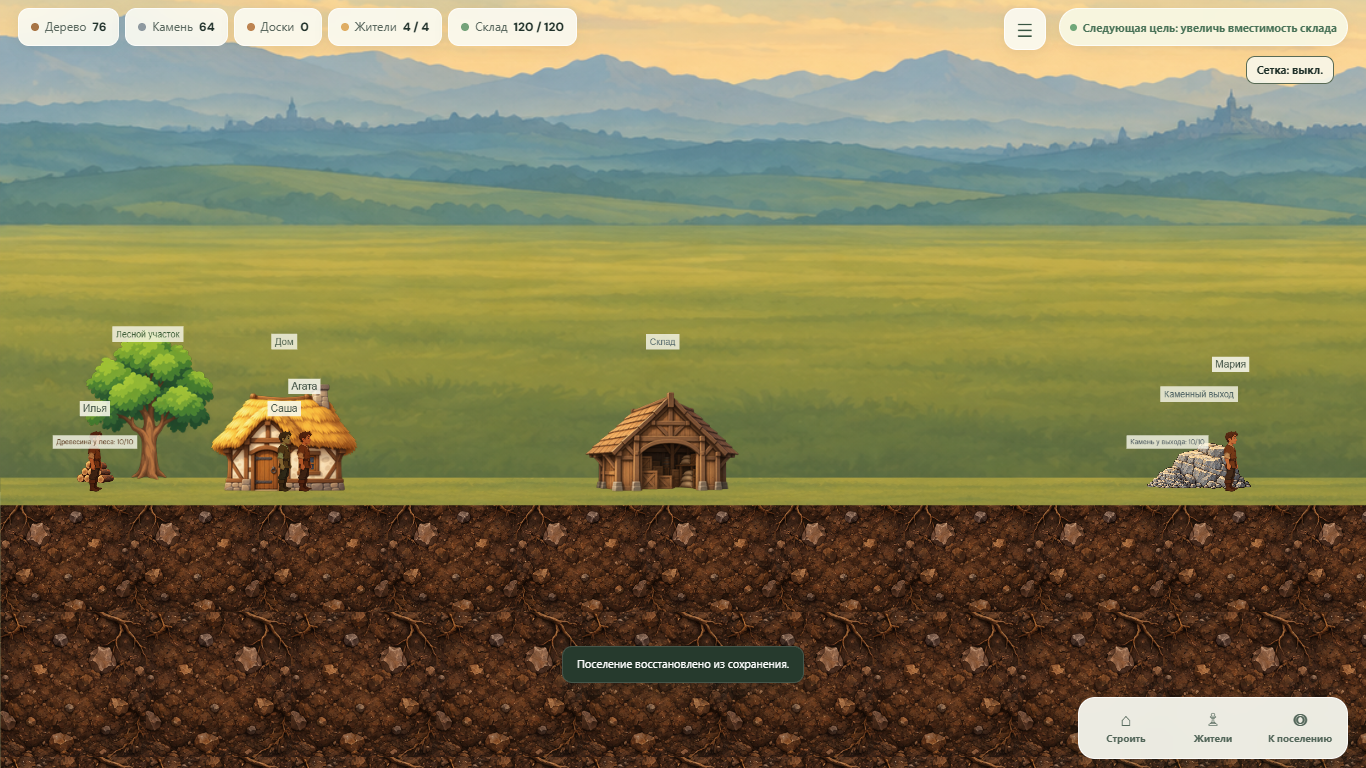 Дерево 76
Камень 64
Доски 0
Жители 4 / 4
Склад 120 / 120
☰
Следующая цель: увеличь вместимость склада
Сетка: выкл.
Лесной участок
Дом
Склад
Мария
Агата
Каменный выход
Илья
Саша
Древесина у леса: 10/10
Камень у выхода: 10/10
Поселение восстановлено из сохранения.
Строить
Жители
К поселению